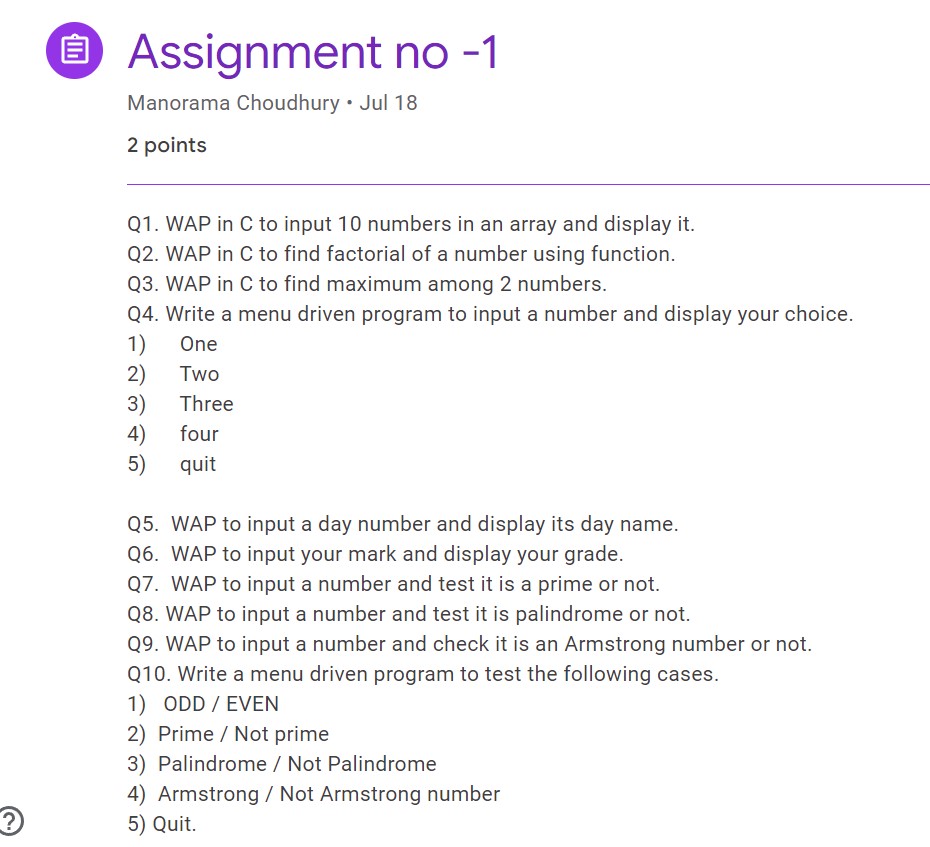 Assignment no -1
Manorama Choudhury • Jul 18
2 points
Q1. WAP in C to input 10 numbers in an array and display it.
Q2. WAP in C to find factorial of a number using function.
Q3. WAP in C to find maximum among 2 numbers.
Q4. Write a menu driven program to input a number and display your choice.
1) One
2) Two
3) Three
4) four
5) quit
Q5. WAP to input a day number and display its day name.
Q6. WAP to input your mark and display your grade.
Q7. WAP to input a number and test it is a prime or not.
Q8. WAP to input a number and test it is palindrome or not.
Q9. WAP to input a number and check it is an Armstrong number or not.
Q10. Write a menu driven program to test the following cases.
1) ODD / EVEN
2) Prime / Not prime
3) Palindrome / Not Palindrome
4) Armstrong / Not Armstrong number
5) Quit.
?